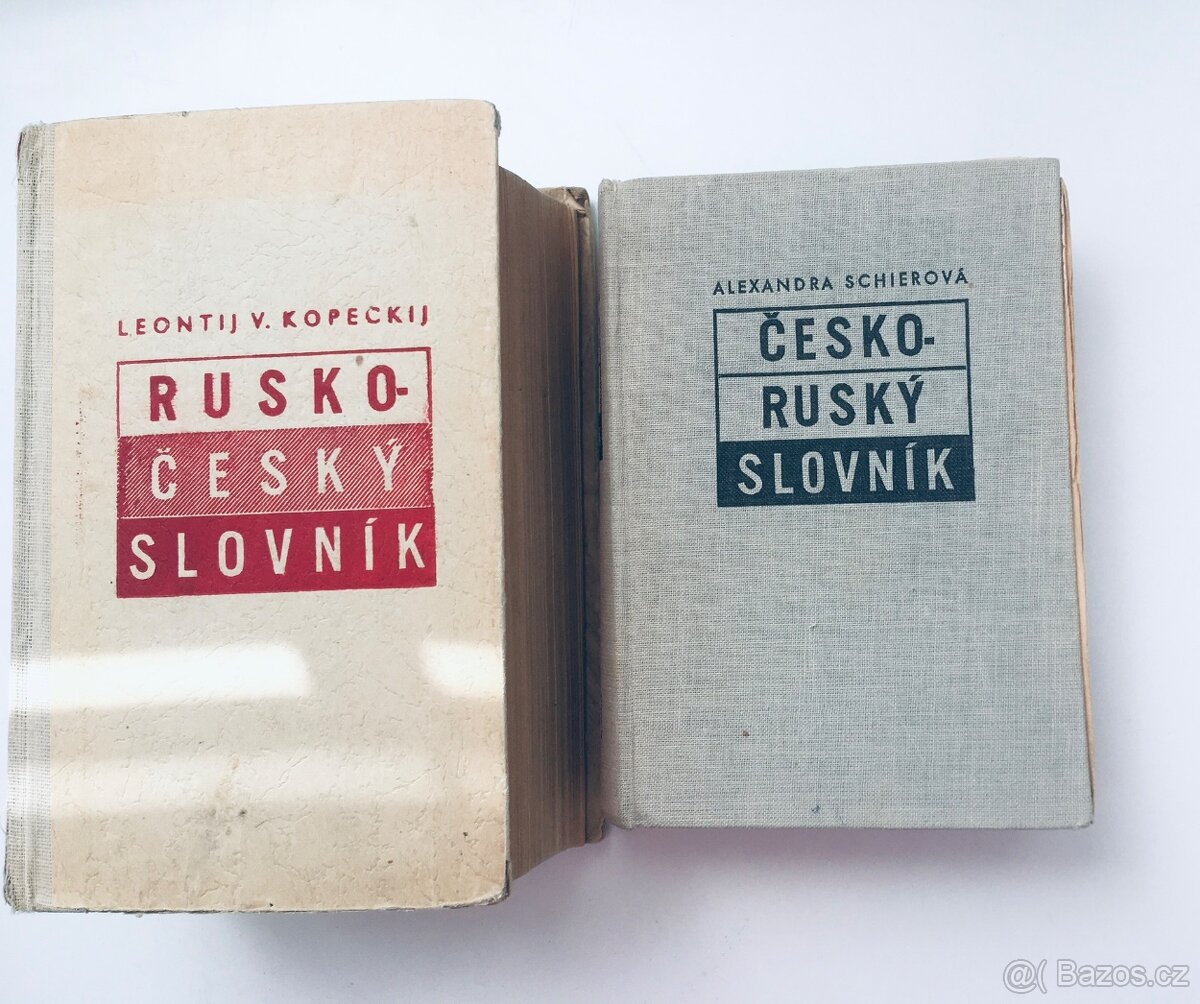 LEONTIJ V. KOPECKIJ
RUSKO-
ČESKÝ
SLOVNÍK
ALEXANDRA SCHIEROVÁ
ČESKO-
RUSKÝ
SLOVNÍK
@( Bazos.cz